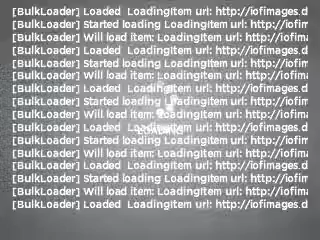 [BulkLoader] Loaded LoadingItem url: http://iofimages.d
[BulkLoader] Started loading LoadingItem url: http://iofir
[BulkLoader] Will load item: LoadingItem url: http://iofima
[BulkLoader] Loaded LoadingItem url: http://iofimages.d
[BulkLoader] Started loading LoadingItem url: http://iofir
[BulkLoader] Will load item: LoadingItem url: http://iofima
[BulkLoader] Loaded LoadingItem url: http://iofimages.d
[BulkLoader] Started loading LoadingItem url: http://iofir
[BulkLoader] Will load item: LoadingItem url: http://iofima
[BulkLoader] Loaded LoadingItem url: http://iofimages.d
[BulkLoader] Started loading LoadingItem url: http://iofir
[BulkLoader] Will load item: LoadingItem url: http://iofima
[BulkLoader] Loaded LoadingItem url: http://iofimages.d
[BulkLoader] Started loading LoadingItem url: http://iofir
[BulkLoader] Will load item: LoadingItem url: http://iofima
[BulkLoader] Loaded LoadingItem url: http://iofimages.d